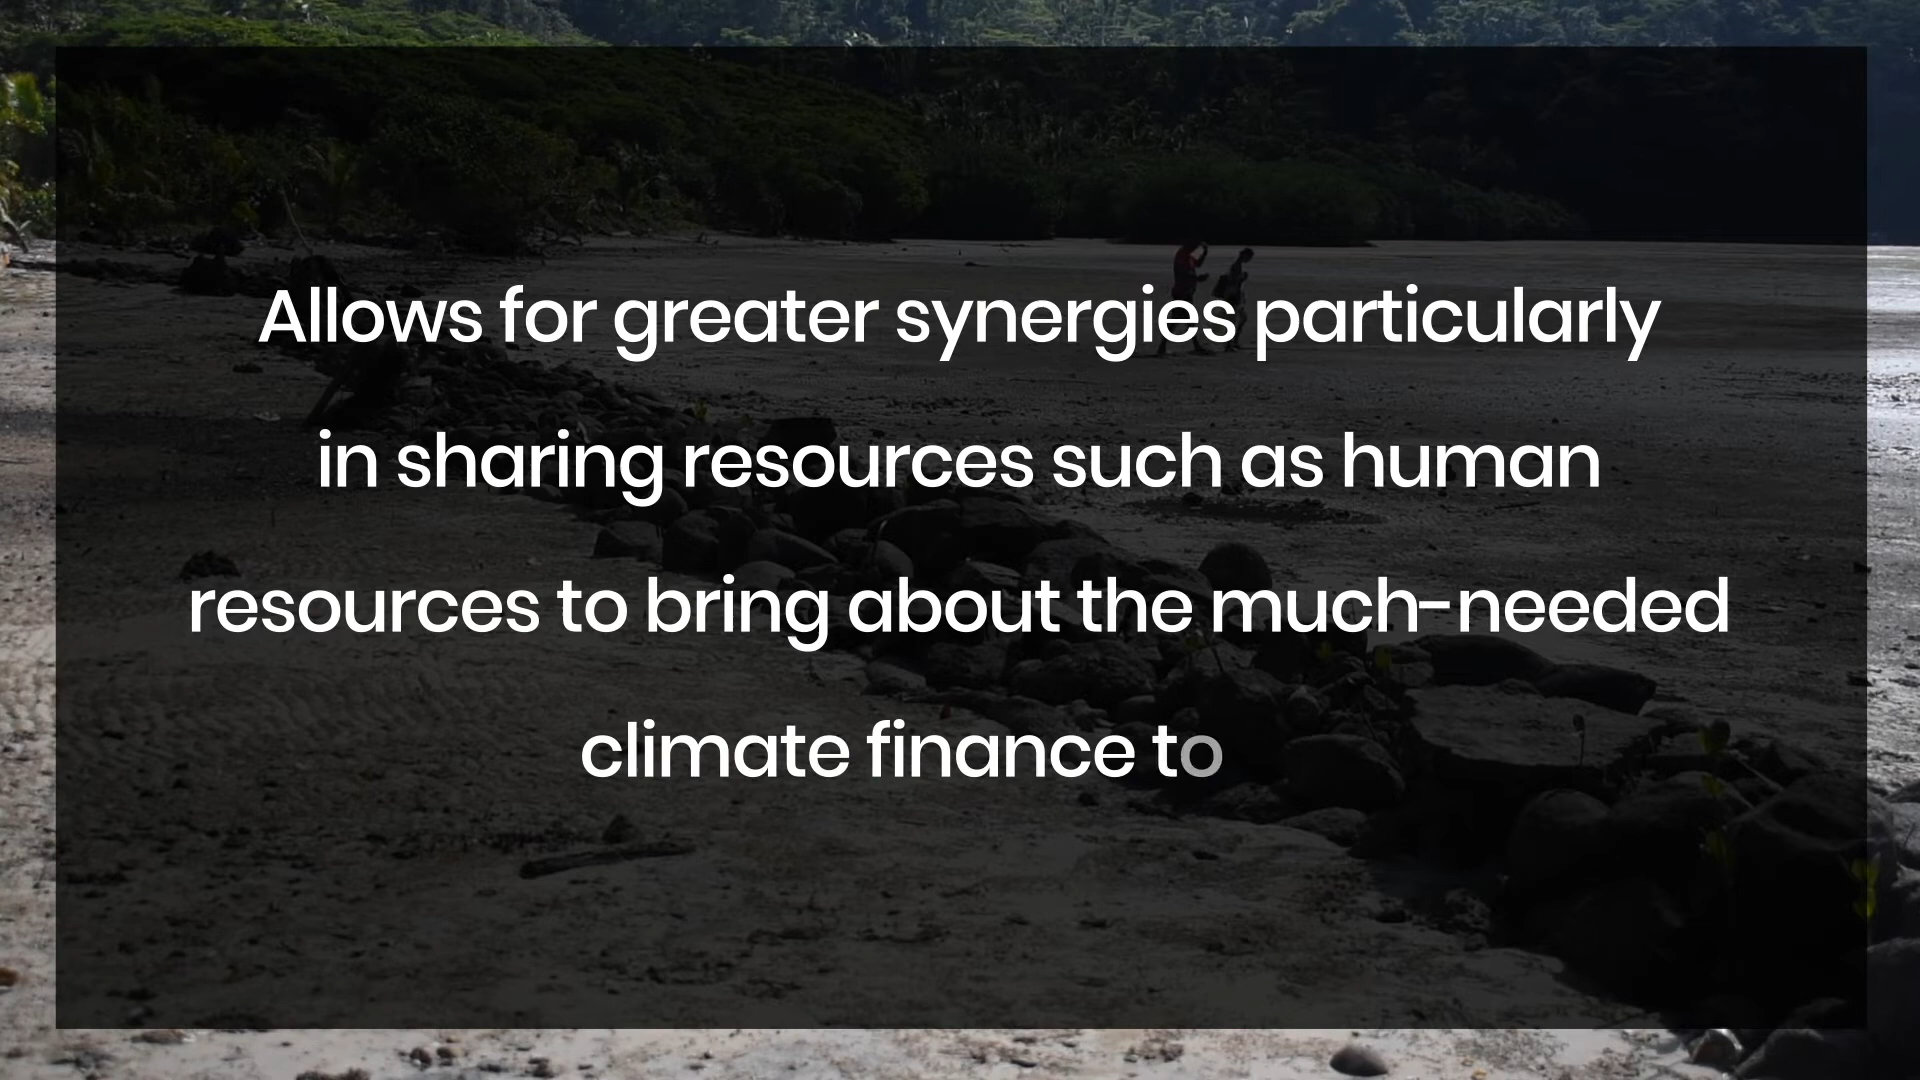 Allows for greater synergies particularly
in sharing resources such as human
resources to bring about the much-needed
climate finance to